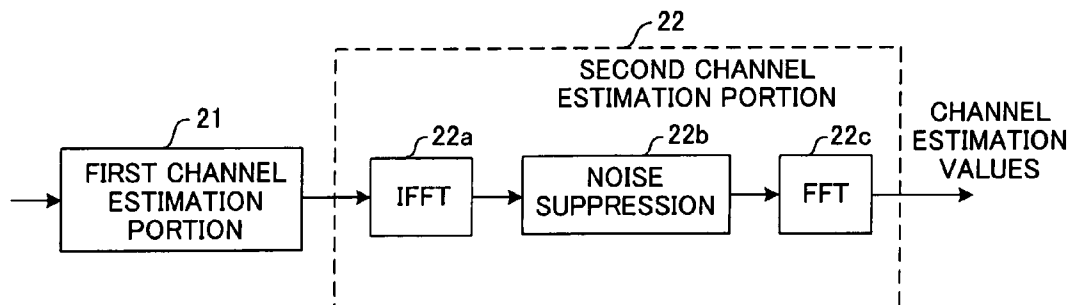 22
SECOND CHANNEL
ESTIMATION PORTION
21
22a
22b
22c
CHANNEL
ESTIMATION
VALUES
FIRST CHANNEL
ESTIMATION
PORTION
IFFT
NOISE
SUPPRESSION
FFT